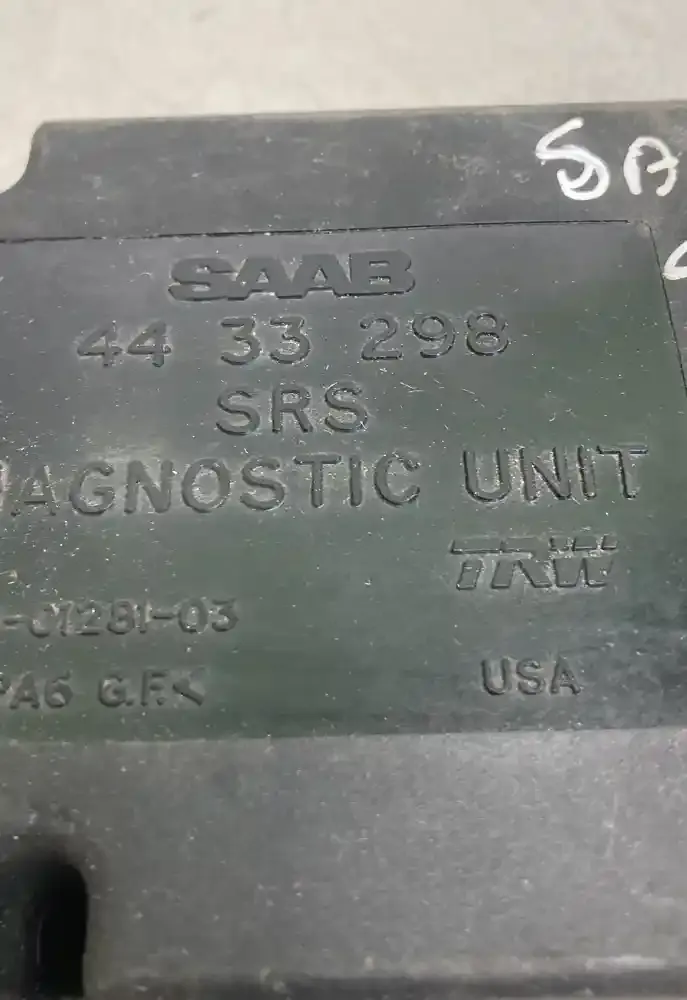 SA
SAAB
44 33 298
SRS
AGNOSTIC UNIT
TRW
-01281-03
PA6 G.F.<
USA